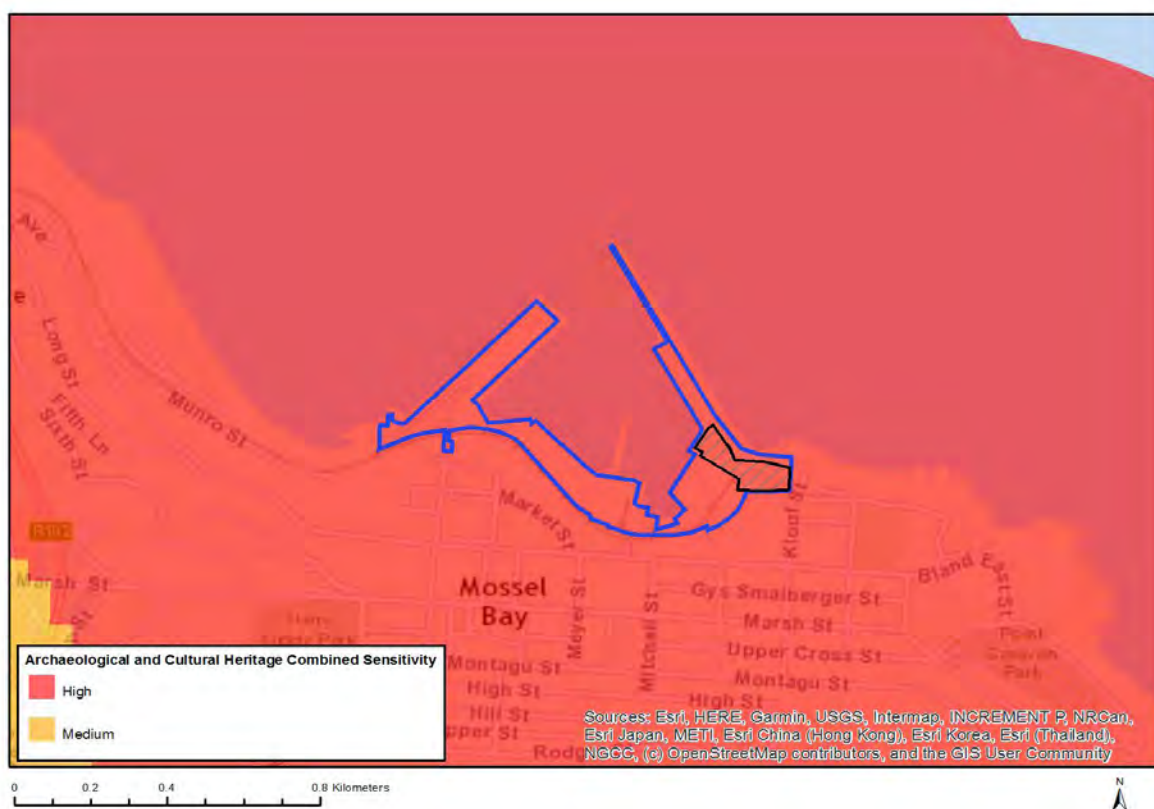 Ave
e
Long St
Fifth Ln
Sixth St
Munro St
Market St
Kloof St
Bland E
East St
Marsh St
Mossel
Bay
Meyer St
Mitchell St
Gys Smalberger St
Marsh St
Upper Cross St
Point
Park
Park
Montagu St
Montagu St
High St
High St
Hill St
pper St
St
Archaeological and Cultural Heritage Combined Sensitivity
High
Medium
Sources: Esri, HERE, Garmin, USGS, Intermap, INCREMENT P, NRCan,
Esri Japan, METI, Esri China (Hong Kong), Esri Korea, Esri (Thailand),
NGCC, (c) OpenStreetMap contributors, and the GIS User Community
0 0.2 0.4 0.8 Kilometers
N